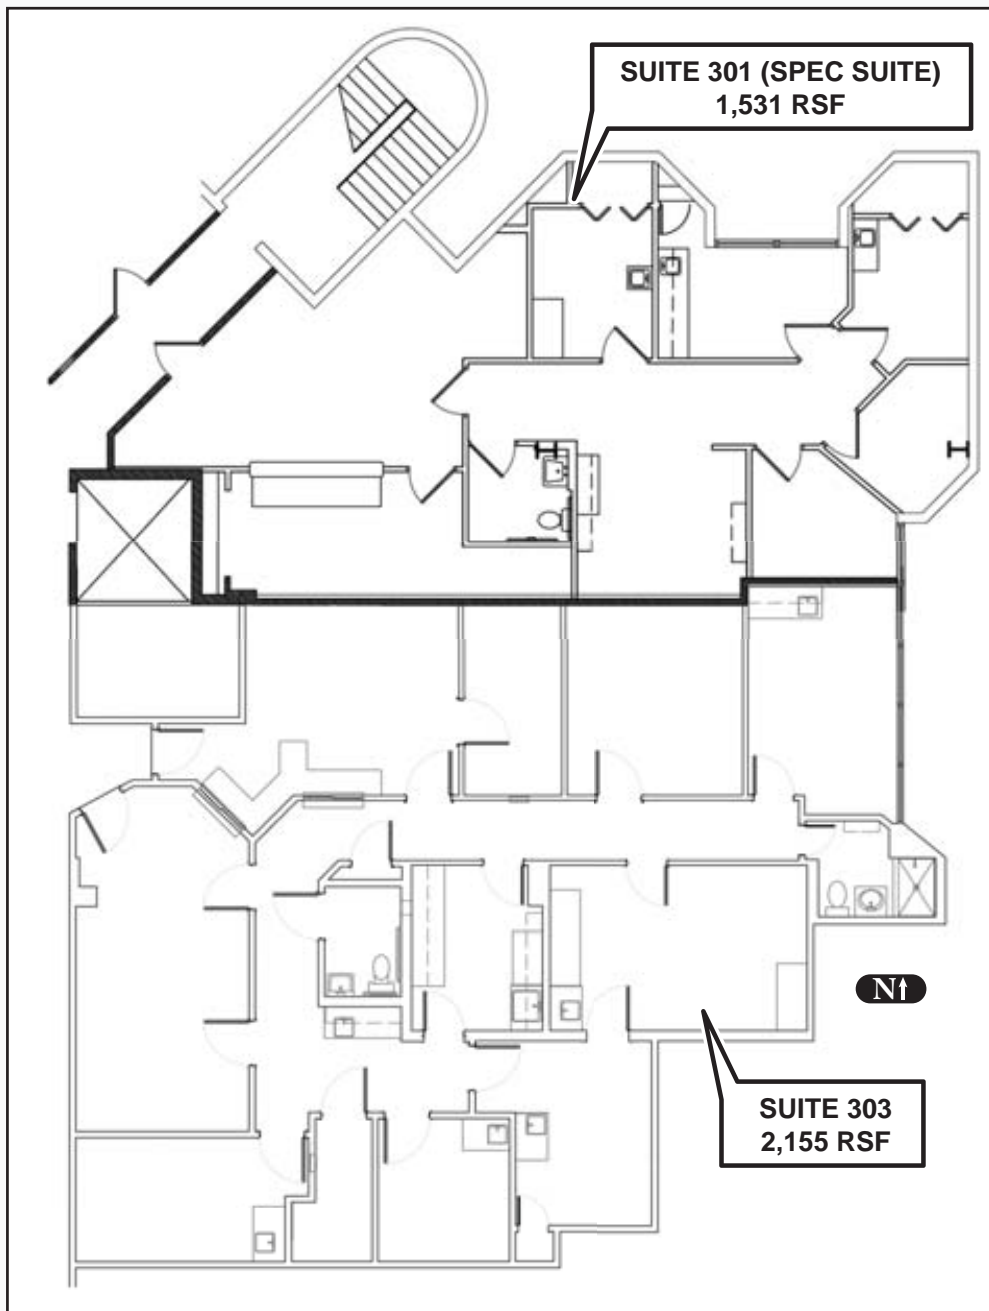 SUITE 301 (SPEC SUITE)
1,531 RSF
N↑
SUITE 303
2,155 RSF